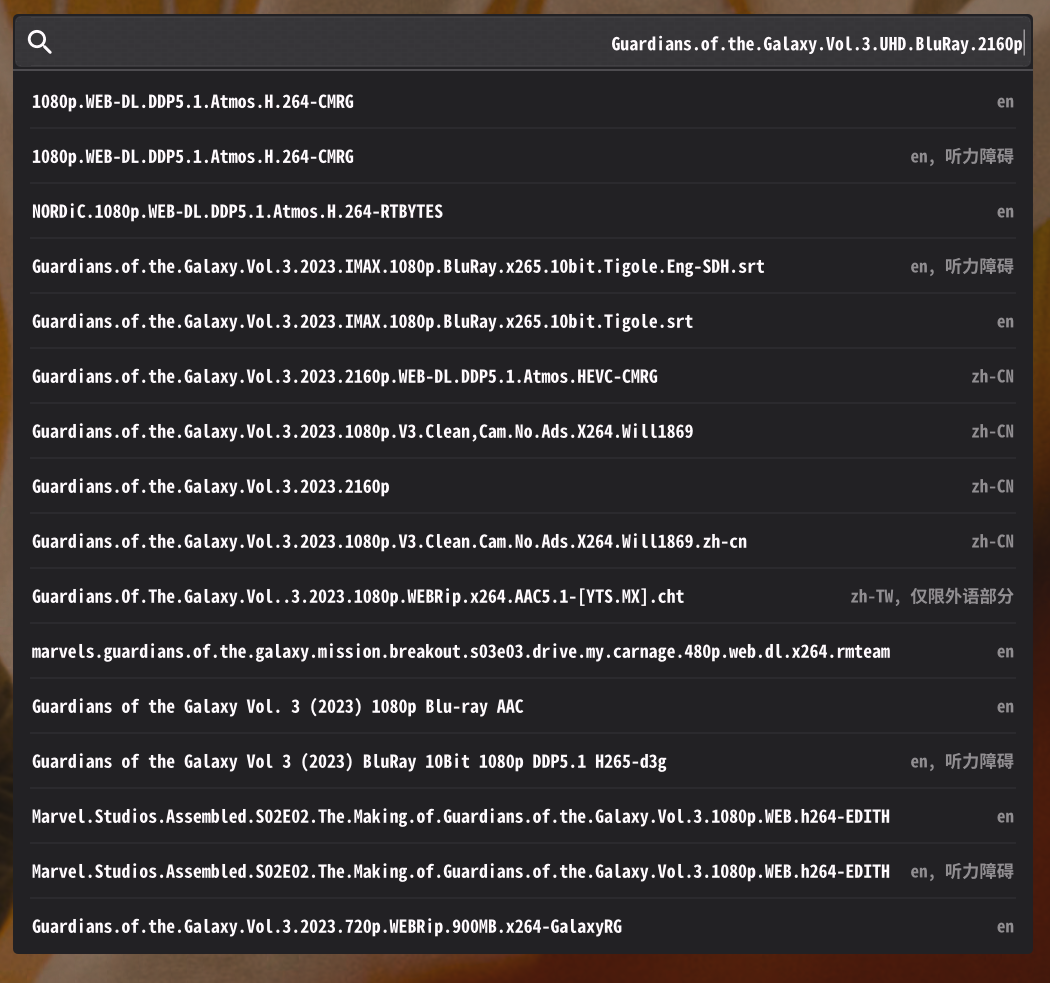 Guardians.of.the.Galaxy.Vol.3.UHD.BluRay.2160p
1080p.WEB-DL.DDP5.1.Atmos.H.264-CMRG en
1080p.WEB-DL.DDP5.1.Atmos.H.264-CMRG en, 听力障碍
NORDiC.1080p.WEB-DL.DDP5.1.Atmos.H.264-RTBYTES en
Guardians.of.the.Galaxy.Vol.3.2023.IMAX.1080p.BluRay.x265.10bit.Tigole.Eng-SDH.srt en, 听力障碍
Guardians.of.the.Galaxy.Vol.3.2023.IMAX.1080p.BluRay.x265.10bit.Tigole.srt en
Guardians.of.the.Galaxy.Vol.3.2023.2160p.WEB-DL.DDP5.1.Atmos.HEVC-CMRG zh-CN
Guardians.of.the.Galaxy.Vol.3.2023.1080p.V3.Clean,Cam.No.Ads.X264.Will1869 zh-CN
Guardians.of.the.Galaxy.Vol.3.2023.2160p zh-CN
Guardians.of.the.Galaxy.Vol.3.2023.1080p.V3.Clean.Cam.No.Ads.X264.Will1869.zh-cn zh-CN
Guardians.Of.The.Galaxy.Vol..3.2023.1080p.WEBRip.x264.AAC5.1-[YTS.MX].cht zh-TW, 仅限外语部分
marvels.guardians.of.the.galaxy.mission.breakout.s03e03.drive.my.carnage.480p.web.dl.x264.rmteam en
Guardians of the Galaxy Vol. 3 (2023) 1080p Blu-ray AAC en
Guardians of the Galaxy Vol 3 (2023) BluRay 10Bit 1080p DDP5.1 H265-d3g en, 听力障碍
Marvel.Studios.Assembled.S02E02.The.Making.of.Guardians.of.the.Galaxy.Vol.3.1080p.WEB.h264-EDITH en
Marvel.Studios.Assembled.S02E02.The.Making.of.Guardians.of.the.Galaxy.Vol.3.1080p.WEB.h264-EDITH en, 听力障碍
Guardians.of.the.Galaxy.Vol.3.2023.720p.WEBRip.900MB.x264-GalaxyRG en